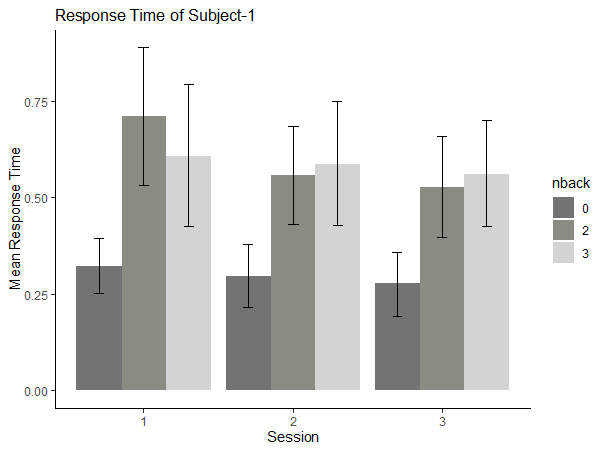 Response Time of Subject-1
Mean Response Time
0.75
0.50
0.25
0.00
1 2 3
Session
nback
0
2
3